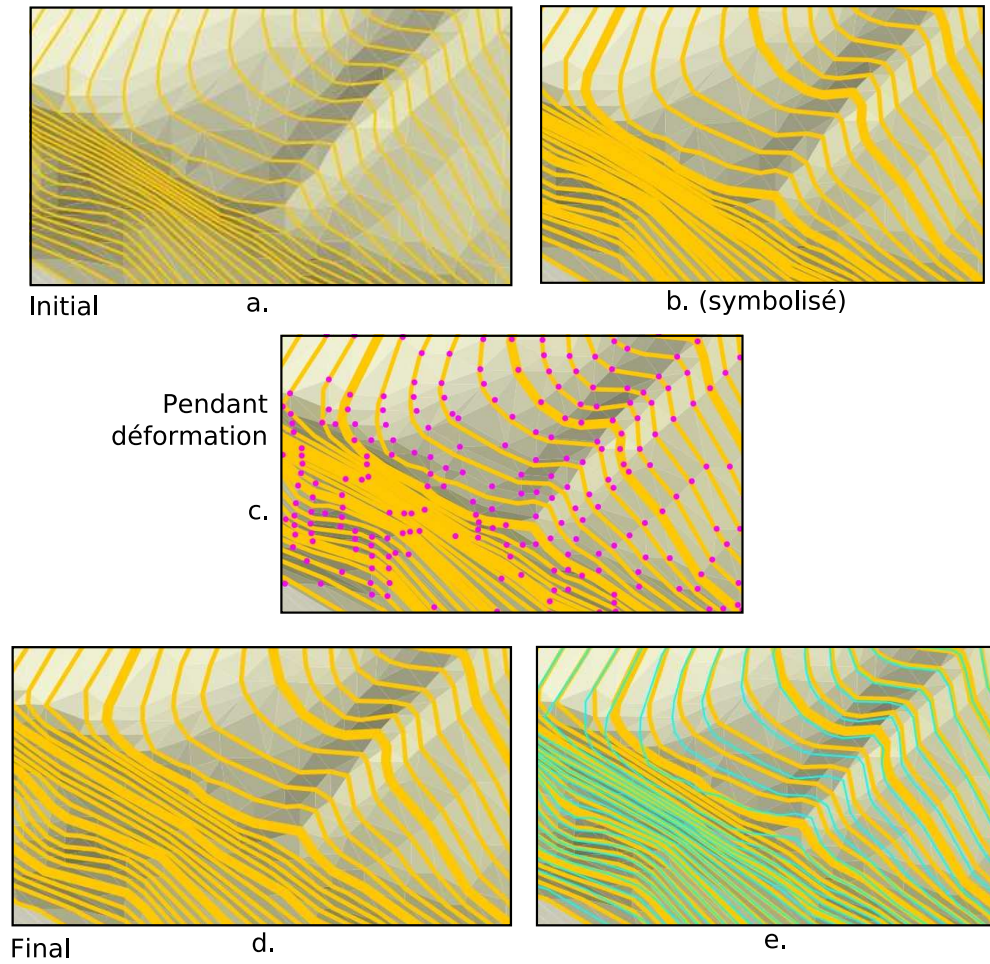 Initial
a.
b. (symbolisé)
Pendant
déformation
c.
Final
d.
e.